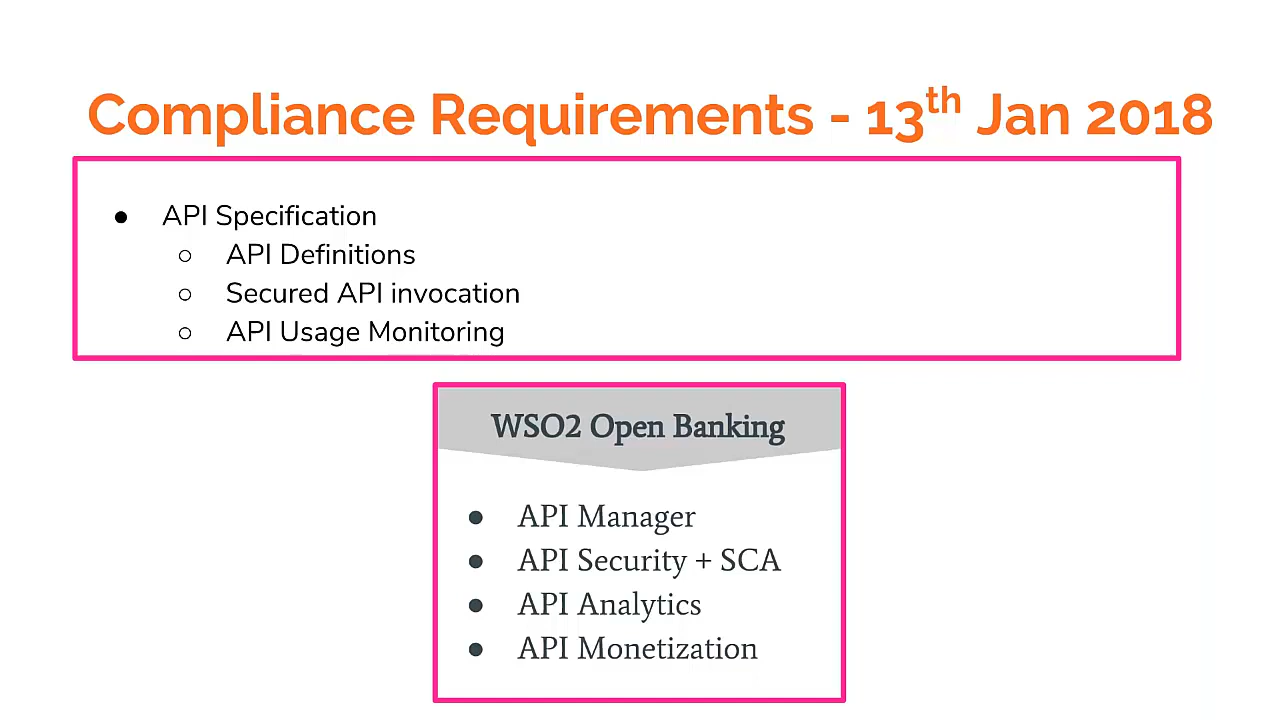 Compliance Requirements - 13th Jan 2018
● API Specification
○ API Definitions
○ Secured API invocation
○ API Usage Monitoring
WSO2 Open Banking
● API Manager
● API Security + SCA
● API Analytics
● API Monetization